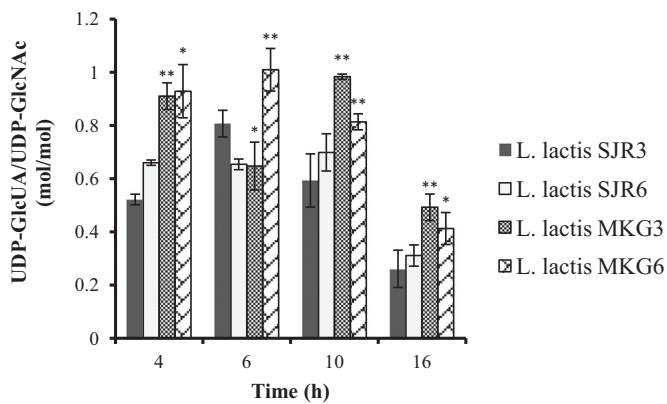 UDP-GlcUA/UDP-GlcNAc
(mol/mol)
1.2
1
0.8
0.6
0.4
0.2
0
**
*
*
**
**
**
**
*
4
6
10
16
Time (h)
L. lactis SJR3
L. lactis SJR6
L. lactis MKG3
L. lactis MKG6